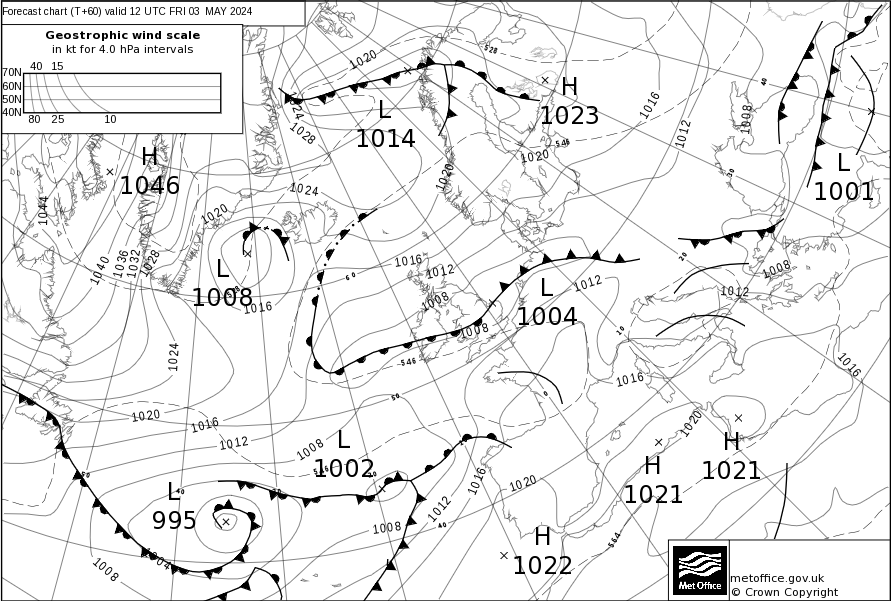 Forecast chart (T+60) valid 12 UTC FRI 03 MAY 2024
Geostrophic wind scale
in kt for 4.0 hPa intervals
40 15
70N
60N
50N
40N
80 25 10
1020
528
H
1023
L
1014
1024
1028
1016
1012
1008
40
30
L
1001
H
1046
1044
546
1020
1020
1024
1020
1040
1036
1032
1028
L
1008
1016
1016
1012
1008
1008
60
L
1004
1012
20
1008
1012
10
546
1024
1016
1016
50
0
1020
1016
1012
1008
L
1002
50
40
L
995
1004
1008
1008
1012
40
1016
1020
H
1022
564
H
1021
1020
H
1021
Met Office
metoffice.gov.uk
© Crown Copyright